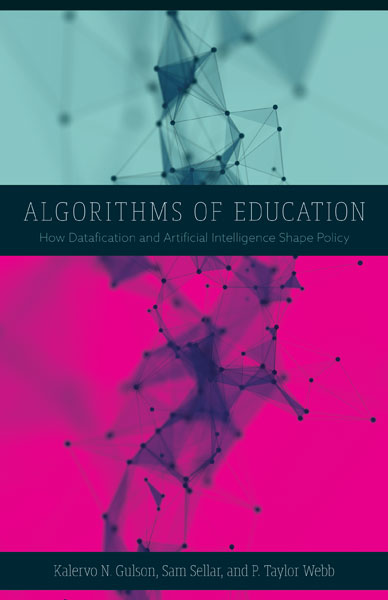 ALGORITHMS OF EDUCATION
How Datafication and Artificial Intelligence Shape Policy
Kalervo N. Gulson, Sam Sellar, and P. Taylor Webb